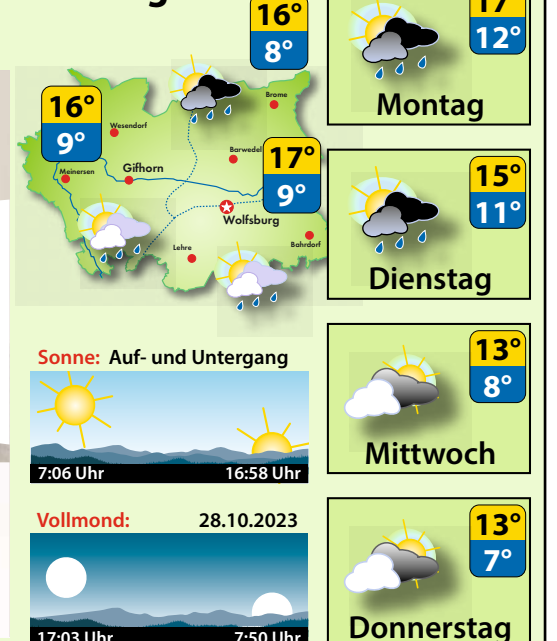 16°
8°
17°
12°
Montag
16°
9°
Brome
Wesendorf
Barwedel
17°
9°
Meinersen
Gifhorn
Wolfsburg
Lehre
Bahrdorf
15°
11°
Dienstag
Sonne: Auf- und Untergang
7:06 Uhr 16:58 Uhr
13°
8°
Mittwoch
Vollmond: 28.10.2023
17:03 Uhr 7:50 Uhr
13°
7°
Donnerstag